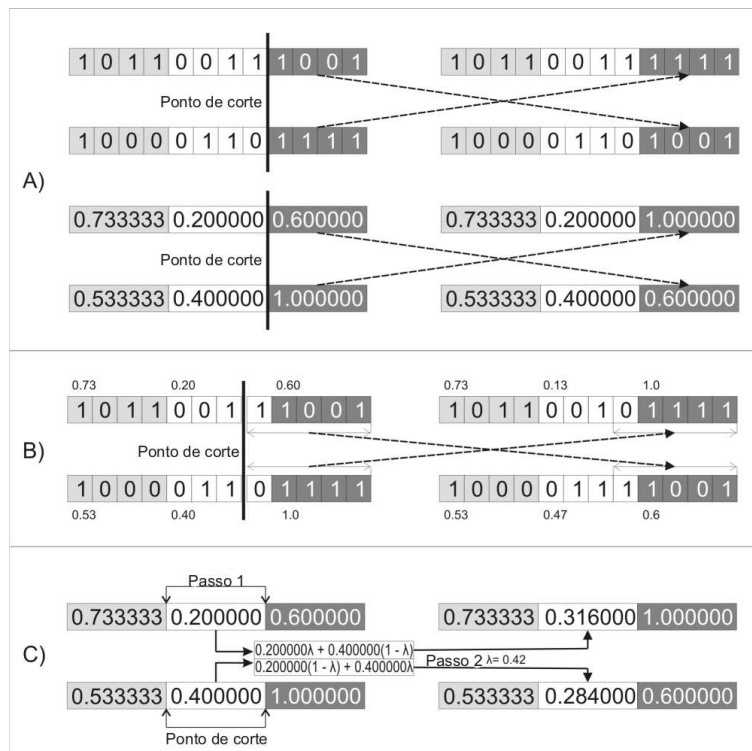 1 0 1 1 0 0 1 1 1 0 0 1
1 0 1 1 0 0 1 1 1 1 1 1
Ponto de corte
1 0 0 0 0 1 1 0 1 1 1 1
1 0 0 0 0 1 1 0 1 0 0 1
A)
0.733333 0.200000 0.600000
0.733333 0.200000 1.000000
Ponto de corte
0.533333 0.400000 1.000000
0.533333 0.400000 0.600000
0.73 0.20 0.60
0.73 0.13 1.0
1 0 1 1 0 0 1 1 1 0 0 1
1 0 1 1 0 0 1 0 1 1 1 1
B)
Ponto de corte
1 0 0 0 0 1 1 0 1 1 1 1
1 0 0 0 0 1 1 1 1 0 0 1
0.53 0.40 1.0
0.53 0.47 0.6
Passo 1
0.733333 0.200000 0.600000
0.733333 0.316000 1.000000
C)
0.200000λ + 0.400000(1 - λ)
0.200000(1 - λ) + 0.400000λ
Passo 2 λ= 0.42
0.533333 0.400000 1.000000
0.533333 0.284000 0.600000
Ponto de corte